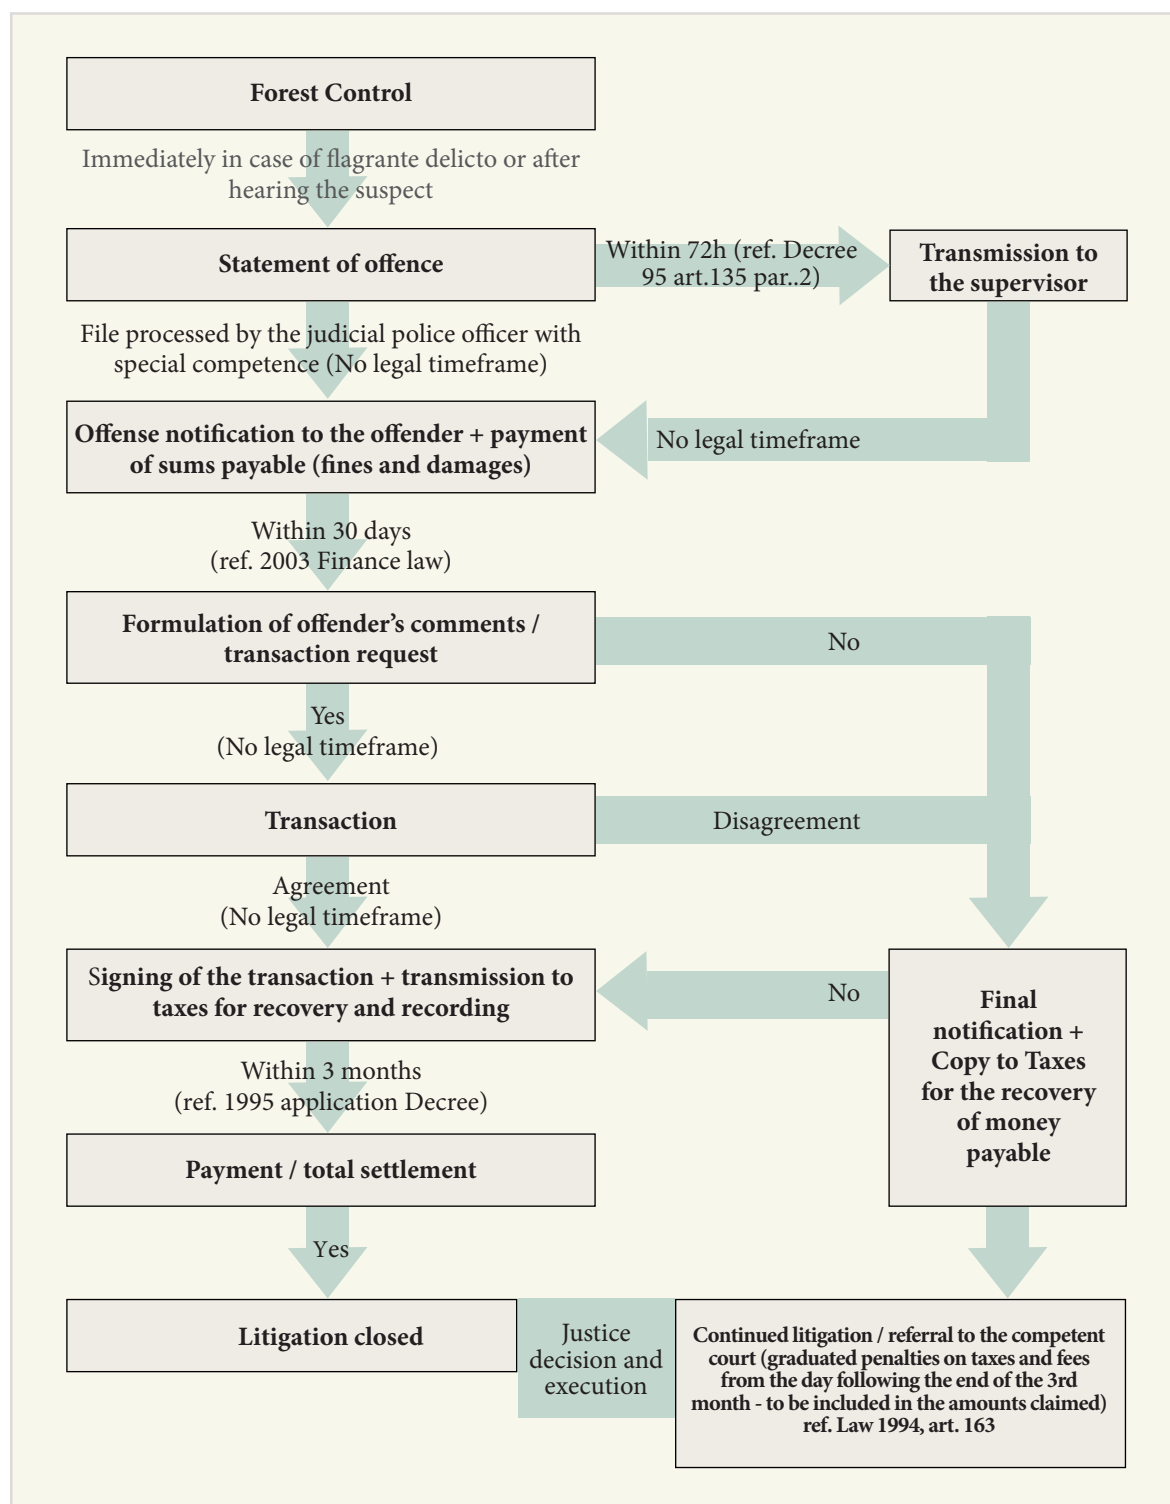 Forest Control
Immediately in case of flagrante delicto or after
hearing the suspect
Statement of offence
Within 72h (ref. Decree
95 art.135 par..2)
Transmission to
the supervisor
File processed by the judicial police officer with
special competence (No legal timeframe)
Offense notification to the offender + payment
of sums payable (fines and damages)
No legal timeframe
Within 30 days
(ref. 2003 Finance law)
Formulation of offender’s comments /
transaction request
No
Yes
(No legal timeframe)
Transaction
Disagreement
Agreement
(No legal timeframe)
Signing of the transaction + transmission to
taxes for recovery and recording
No
Final
notification +
Copy to Taxes
for the recovery
of money
payable
Within 3 months
(ref. 1995 application Decree)
Payment / total settlement
Yes
Litigation closed
Justice
decision and
execution
Continued litigation / referral to the competent
court (graduated penalties on taxes and fees
from the day following the end of the 3rd
month - to be included in the amounts claimed)
ref. Law 1994, art. 163